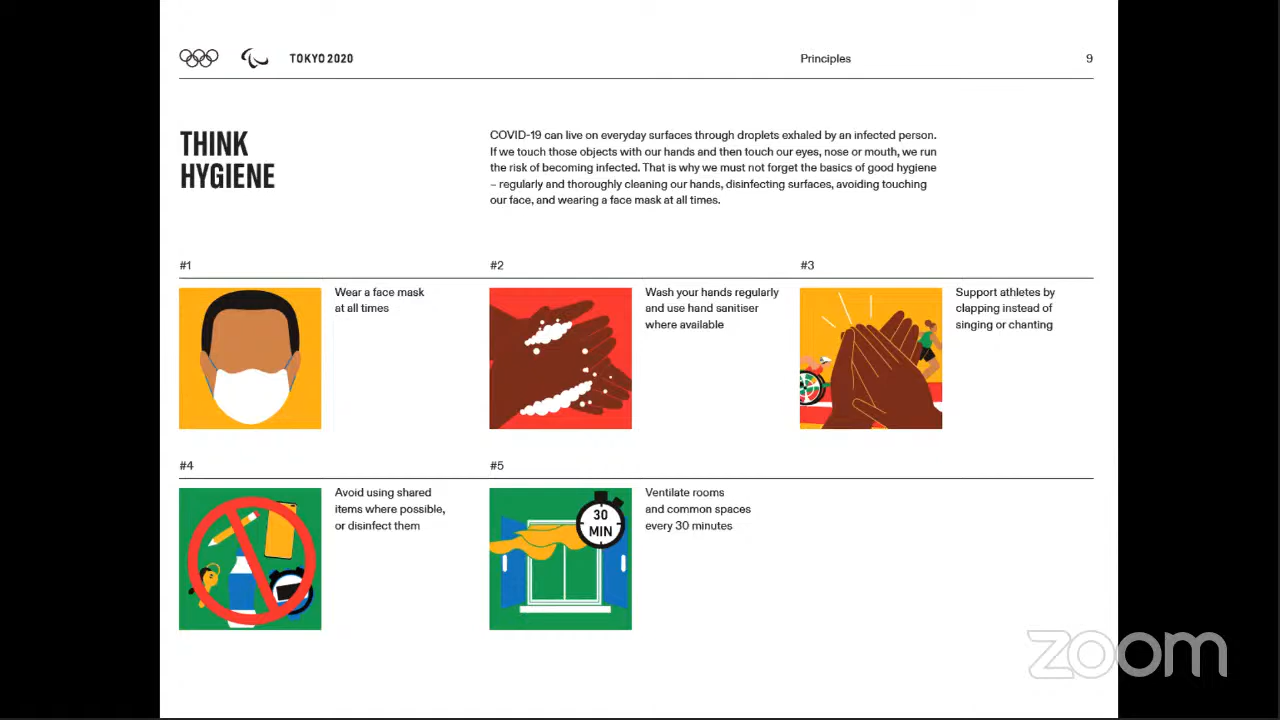 TOKYO 2020
Principles
9
THINK
HYGIENE
COVID-19 can live on everyday surfaces through droplets exhaled by an infected person.
If we touch those objects with our hands and then touch our eyes, nose or mouth, we run
the risk of becoming infected. That is why we must not forget the basics of good hygiene
– regularly and thoroughly cleaning our hands, disinfecting surfaces, avoiding touching
our face, and wearing a face mask at all times.
#1
Wear a face mask
at all times
#2
Wash your hands regularly
and use hand sanitiser
where available
#3
Support athletes by
clapping instead of
singing or chanting
#4
Avoid using shared
items where possible,
or disinfect them
#5
30
MIN
Ventilate rooms
and common spaces
every 30 minutes
zoom